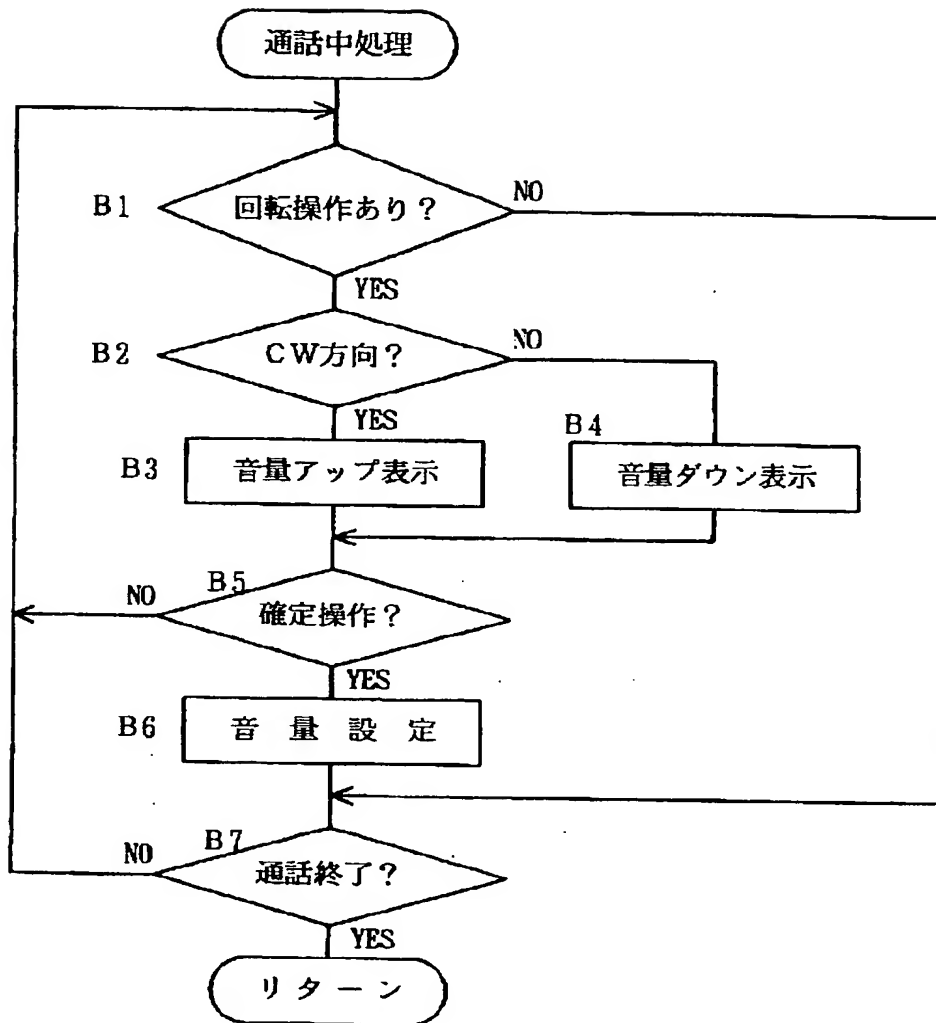 通話中処理
B1
回転操作あり?
NO
YES
B2
CW方向?
NO
YES
B4
B3
音量アップ表示
音量ダウン表示
B5
NO
確定操作?
YES
B6
音量設定
B7
NO
通話終了?
YES
リターン